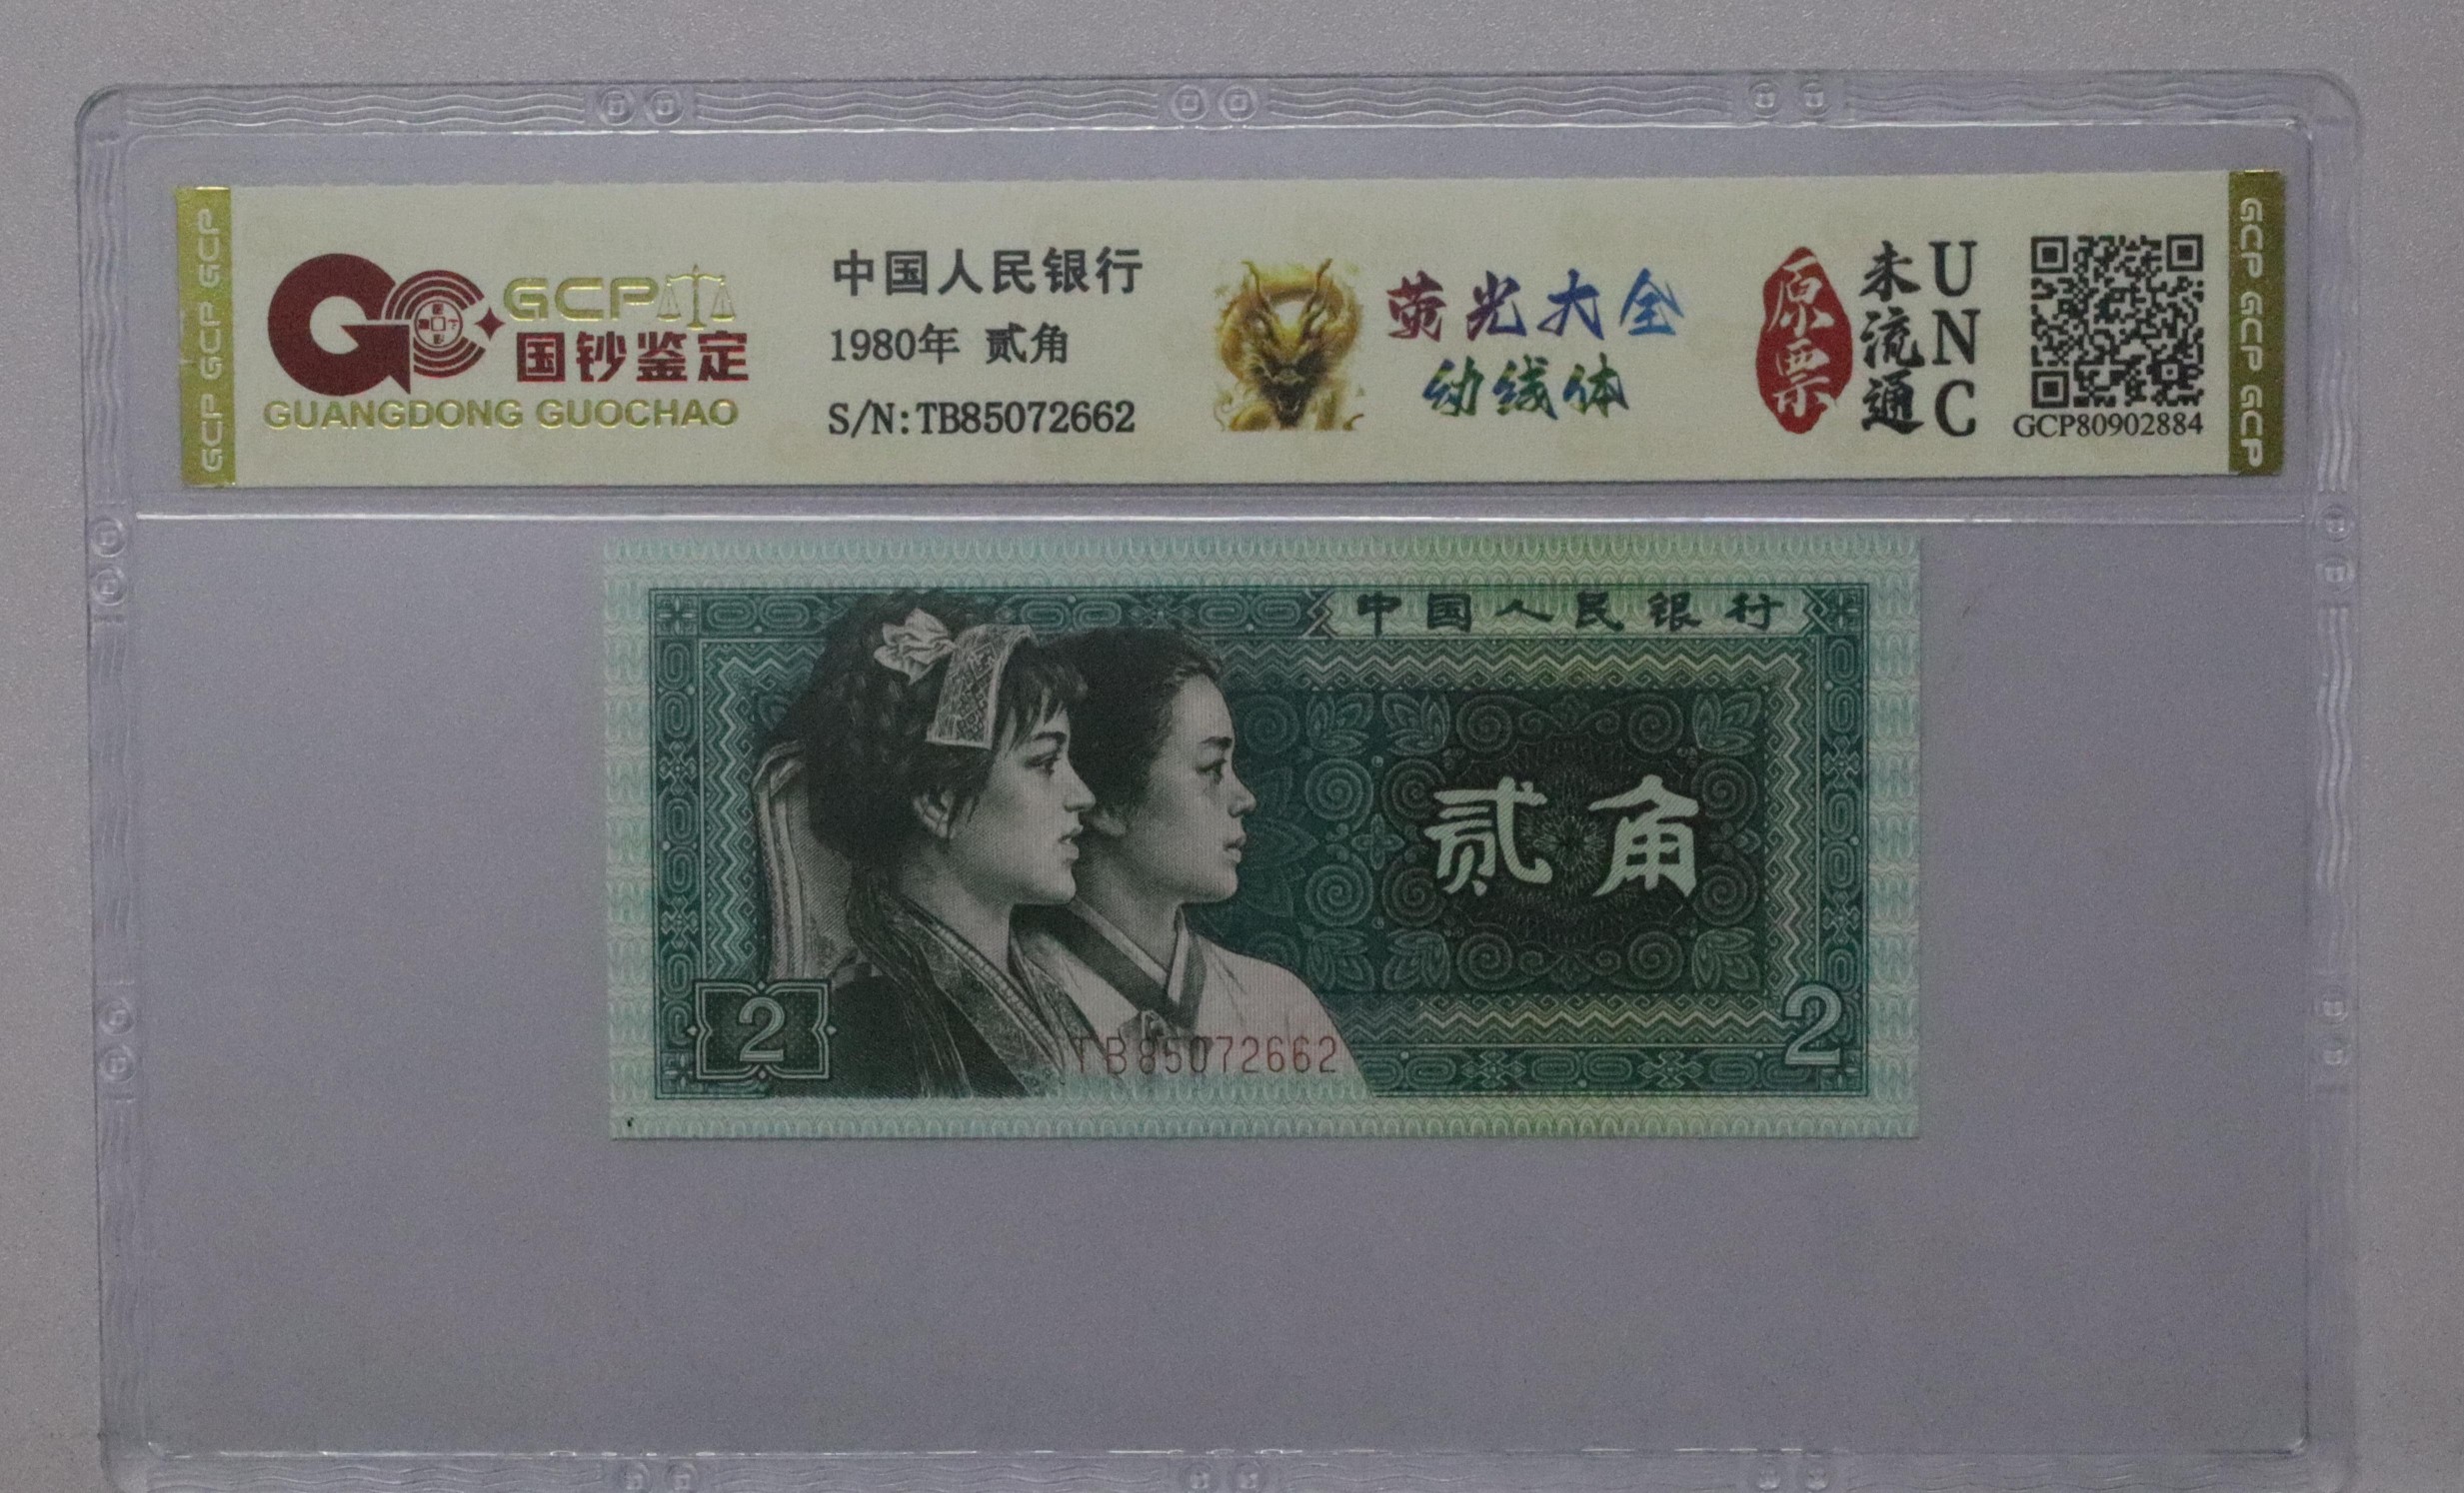 GCP GCP GCP
GCP
国钞鉴定
GUANGDONG GUOCHAO
中国人民银行
1980年 贰角
S/N:TB85072662
荧光大全
幼线体
原票
未流通
UNC
GCP80902884
GCP GCP GCP
中国人民银行
贰角
2
TB85072662
2